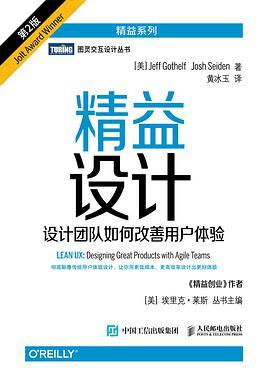 精益系列
第2版
Jolt Award Winner
TURING 图灵交互设计丛书
[美] Jeff Gothelf Josh Seiden 著
黄冰玉 译
精益
设计
设计团队如何改善用户体验
LEAN UX: Designing Great Products with Agile Teams
彻底颠覆传统用户体验设计，让你用更低成本、更高效率设计出更好体验
《精益创业》作者
[美] 埃里克·莱斯 丛书主编
O'REILLY®
中国工信出版集团
人民邮电出版社
POSTS & TELECOM PRESS